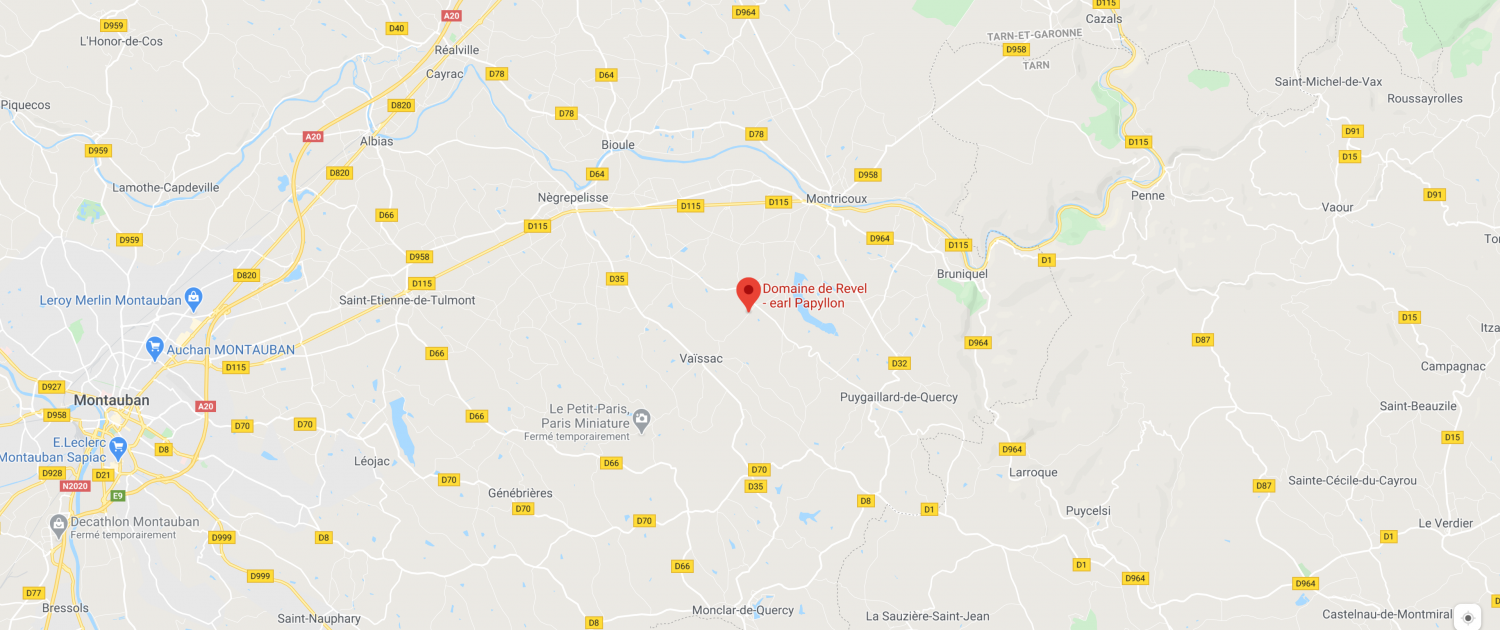 D115
D964
A20
D959
D40
Cazals
L'Honor-de-Cos
TARN-ET-GARONNE
Réalville
D958
TARN
Cayrac
D78
D64
Saint-Michel-de-Vax
Roussayrolles
Piquecos
D820
D78
A20
D78
D91
Albias
D115
Bioule
D959
D15
D820
D64
D958
Lamothe-Capdeville
Nègrepelisse
Montricoux
Penne
D91
D115
D115
Vaour
D66
D115
D959
D964
D115
D958
D1
D820
Bruniquel
D35
D115
Domaine de Revel
- earl Papyllon
Leroy Merlin Montauban
Saint-Etienne-de-Tulmont
D15
D964
D87
Auchan MONTAUBAN
D66
Vaïssac
D115
D32
Campagnac
D927
Montauban
Puygaillard-de-Quercy
A20
Saint-Beauzile
Le Petit-Paris,
Paris Miniature
Fermé temporairement
D958
D66
D70
D70
D15
E.Leclerc
Montauban Sapiac
D8
D964
Léojac
D66
D70
Larroque
D928
D21
D70
D35
Sainte-Cécile-du-Cayrou
N2020
D87
E9
Génébrières
D8
D70
D1
Puycelsi
Decathlon Montauban
Fermé temporairement
D70
Le Verdier
D999
D8
D1
D66
D1
D999
D964
D964
D77
Bressols
Monclar-de-Quercy
La Sauzière-Saint-Jean
Castelnau-de-Montmiral
Saint-Nauphary
D8